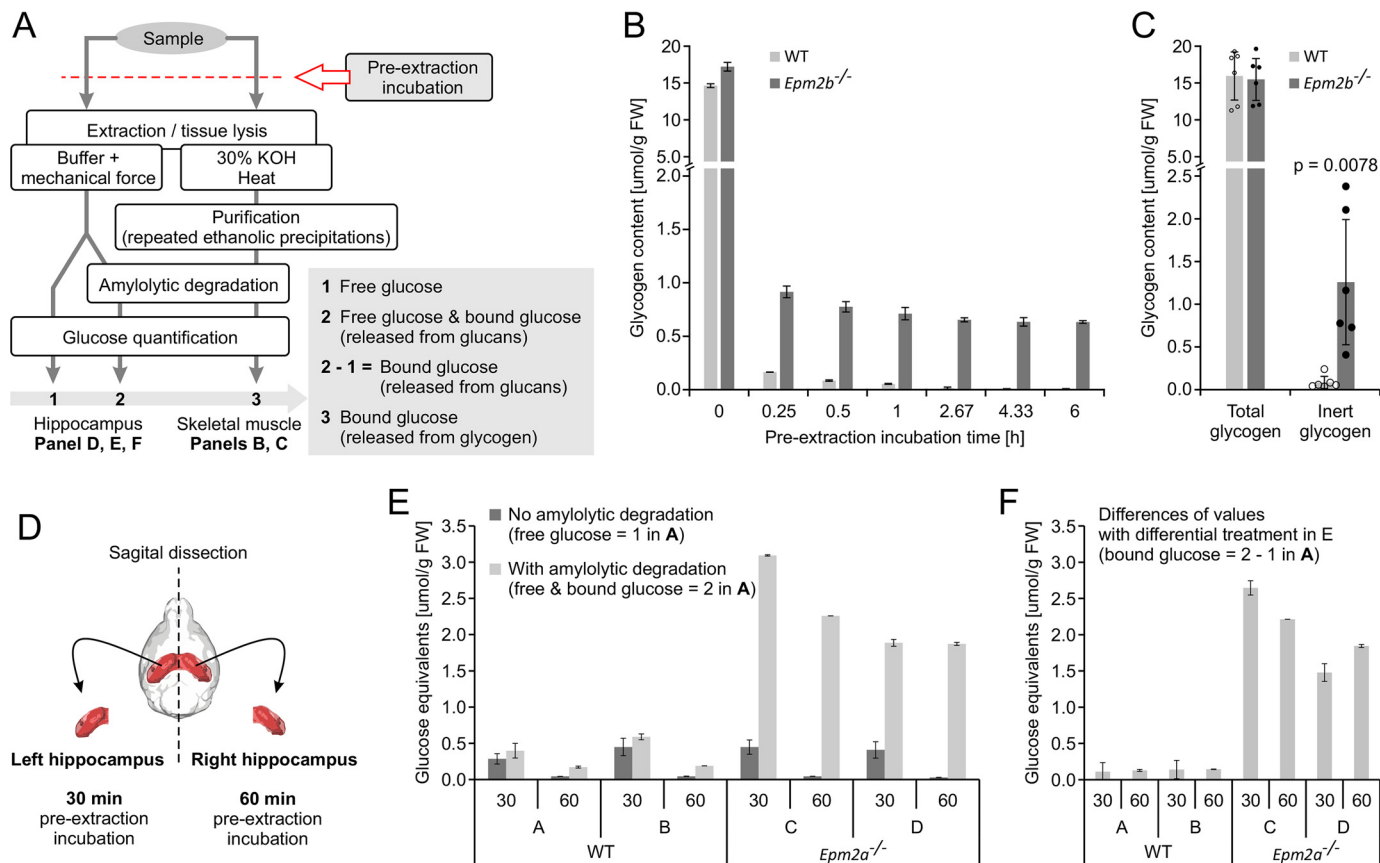 A
Sample
Pre-extraction
incubation
Extraction / tissue lysis
Buffer +
mechanical force
30% KOH
Heat
Purification
(repeated ethanolic precipitations)
Amylolytic degradation
Glucose quantification
1 2 3
Hippocampus
Panel D, E, F
Skeletal muscle
Panels B, C
1 Free glucose
2 Free glucose & bound glucose
(released from glucans)
2 - 1 = Bound glucose
(released from glucans)
3 Bound glucose
(released from glycogen)
B
WT
Epm2b-/-
Glycogen content [umol/g FW]
20
15
10
5.0
2.0
1.5
1.0
0.5
0.0
0 0.25 0.5 1 2.67 4.33 6
Pre-extraction incubation time [h]
C
WT
Epm2b-/-
p = 0.0078
Glycogen content [umol/g FW]
20
15
10
5.0
2.5
2.0
1.5
1.0
0.5
0.0
Total
glycogen
Inert
glycogen
D
Sagital dissection
Left hippocampus
Right hippocampus
30 min
pre-extraction
incubation
60 min
pre-extraction
incubation
E
No amylolytic degradation
(free glucose = 1 in A)
With amylolytic degradation
(free & bound glucose = 2 in A)
Glucose equivalents [umol/g FW]
3.5
3.0
2.5
2.0
1.5
1.0
0.5
0.0
30 60 30 60 30 60 30 60
A B C D
WT Epm2a-/-
F
Differences of values
with differential treatment in E
(bound glucose = 2 - 1 in A)
Glucose equivalents [umol/g FW]
3.5
3.0
2.5
2.0
1.5
1.0
0.5
0.0
30 60 30 60 30 60 30 60
A B C D
WT Epm2a-/-